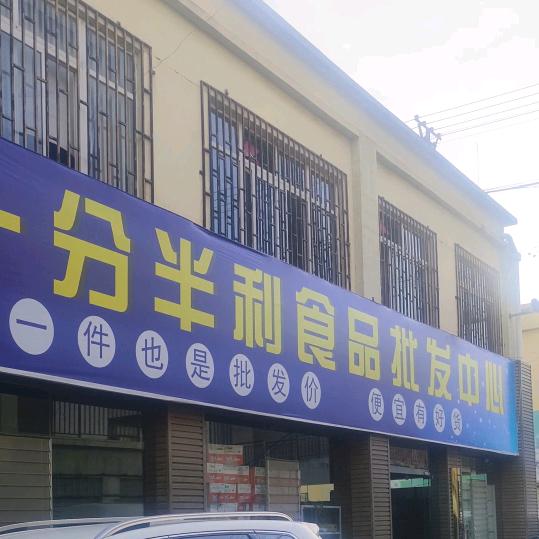 一分半利食品批发中心
一件也是批发价 便宜有好货